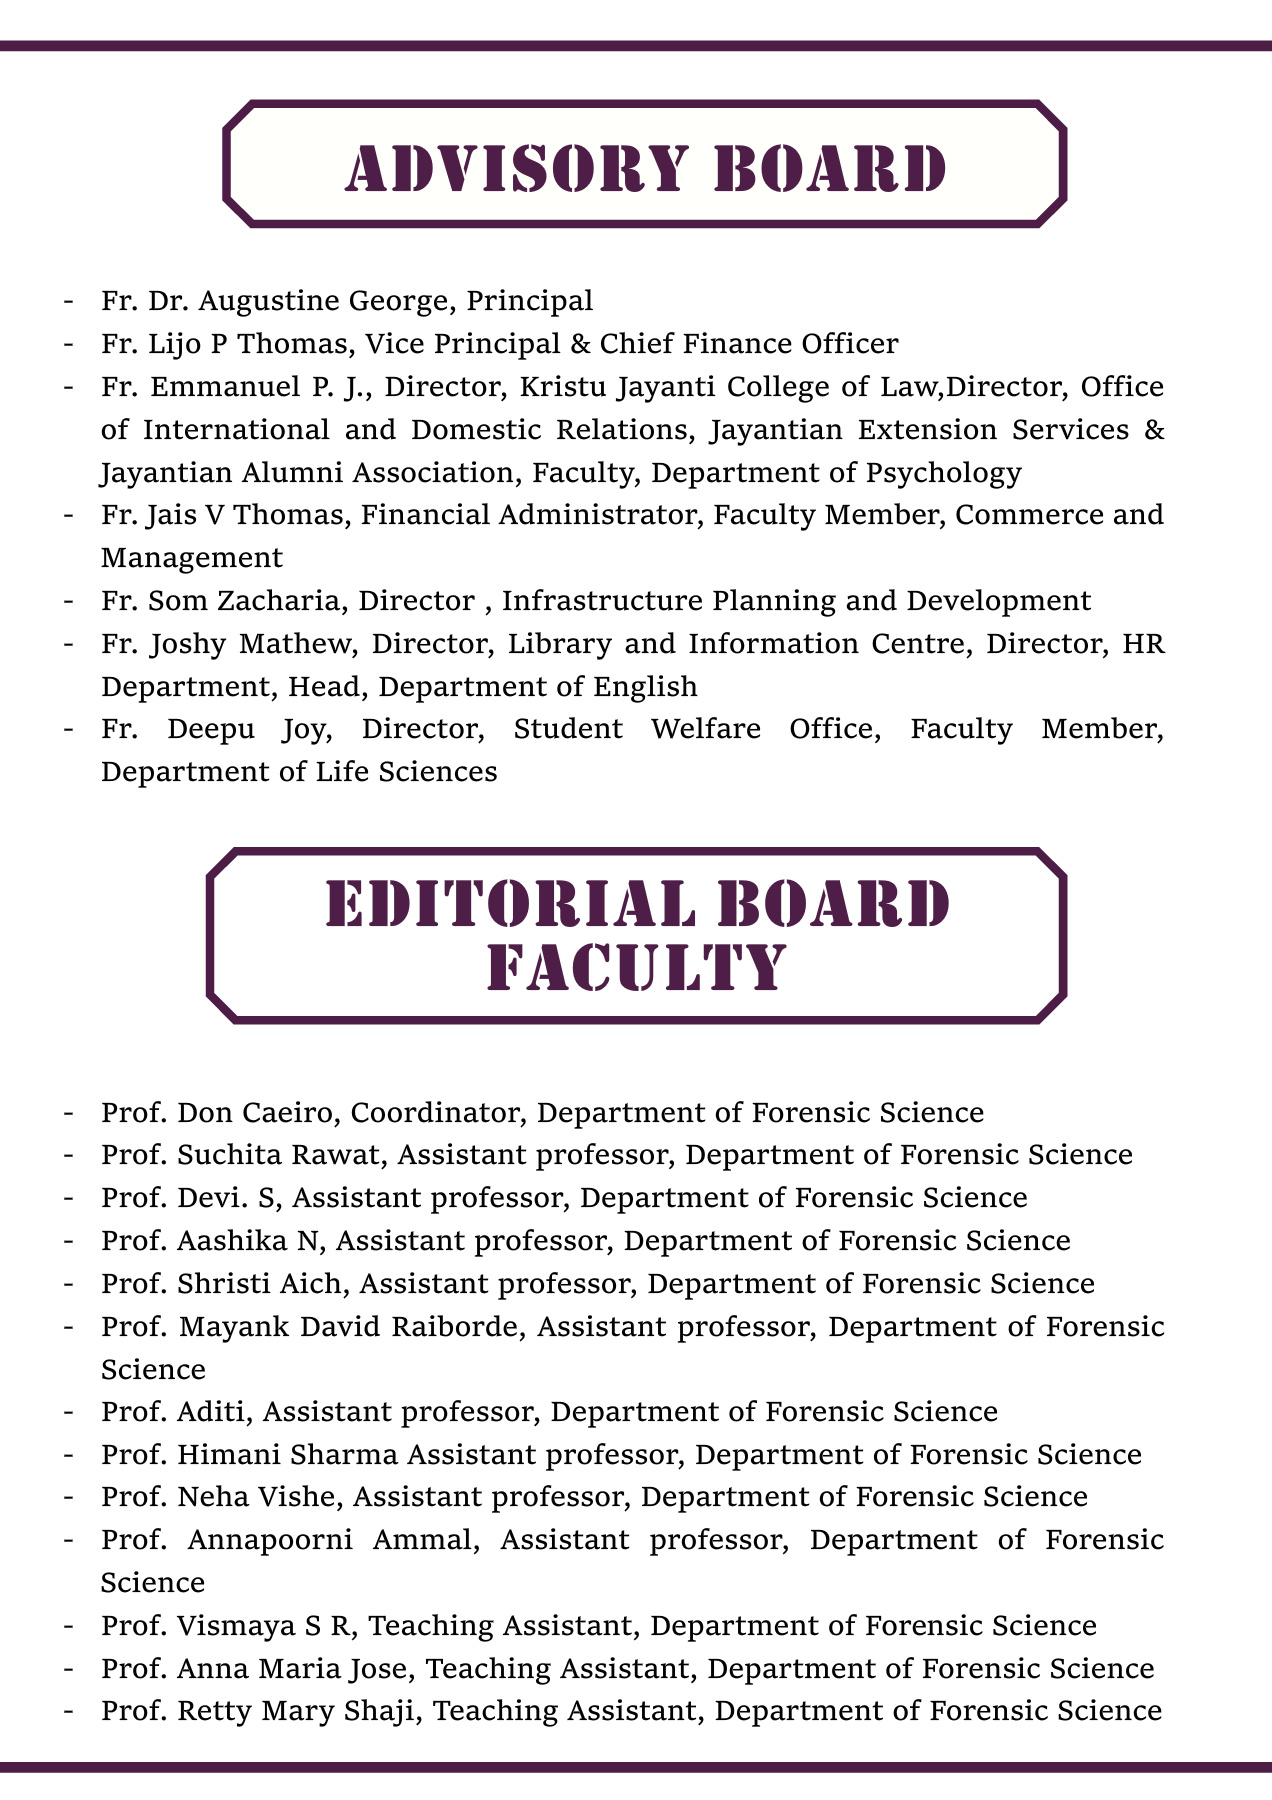 ADVISORY BOARD
- Fr. Dr. Augustine George, Principal
- Fr. Lijo P Thomas, Vice Principal & Chief Finance Officer
- Fr. Emmanuel P. J., Director, Kristu Jayanti College of Law,Director, Office
of International and Domestic Relations, Jayantian Extension Services &
Jayantian Alumni Association, Faculty, Department of Psychology
- Fr. Jais V Thomas, Financial Administrator, Faculty Member, Commerce and
Management
- Fr. Som Zacharia, Director , Infrastructure Planning and Development
- Fr. Joshy Mathew, Director, Library and Information Centre, Director, HR
Department, Head, Department of English
- Fr. Deepu Joy, Director, Student Welfare Office, Faculty Member,
Department of Life Sciences
EDITORIAL BOARD
FACULTY
- Prof. Don Caeiro, Coordinator, Department of Forensic Science
- Prof. Suchita Rawat, Assistant professor, Department of Forensic Science
- Prof. Devi. S, Assistant professor, Department of Forensic Science
- Prof. Aashika N, Assistant professor, Department of Forensic Science
- Prof. Shristi Aich, Assistant professor, Department of Forensic Science
- Prof. Mayank David Raiborde, Assistant professor, Department of Forensic
Science
- Prof. Aditi, Assistant professor, Department of Forensic Science
- Prof. Himani Sharma Assistant professor, Department of Forensic Science
- Prof. Neha Vishe, Assistant professor, Department of Forensic Science
- Prof. Annapoorni Ammal, Assistant professor, Department of Forensic
Science
- Prof. Vismaya S R, Teaching Assistant, Department of Forensic Science
- Prof. Anna Maria Jose, Teaching Assistant, Department of Forensic Science
- Prof. Retty Mary Shaji, Teaching Assistant, Department of Forensic Science